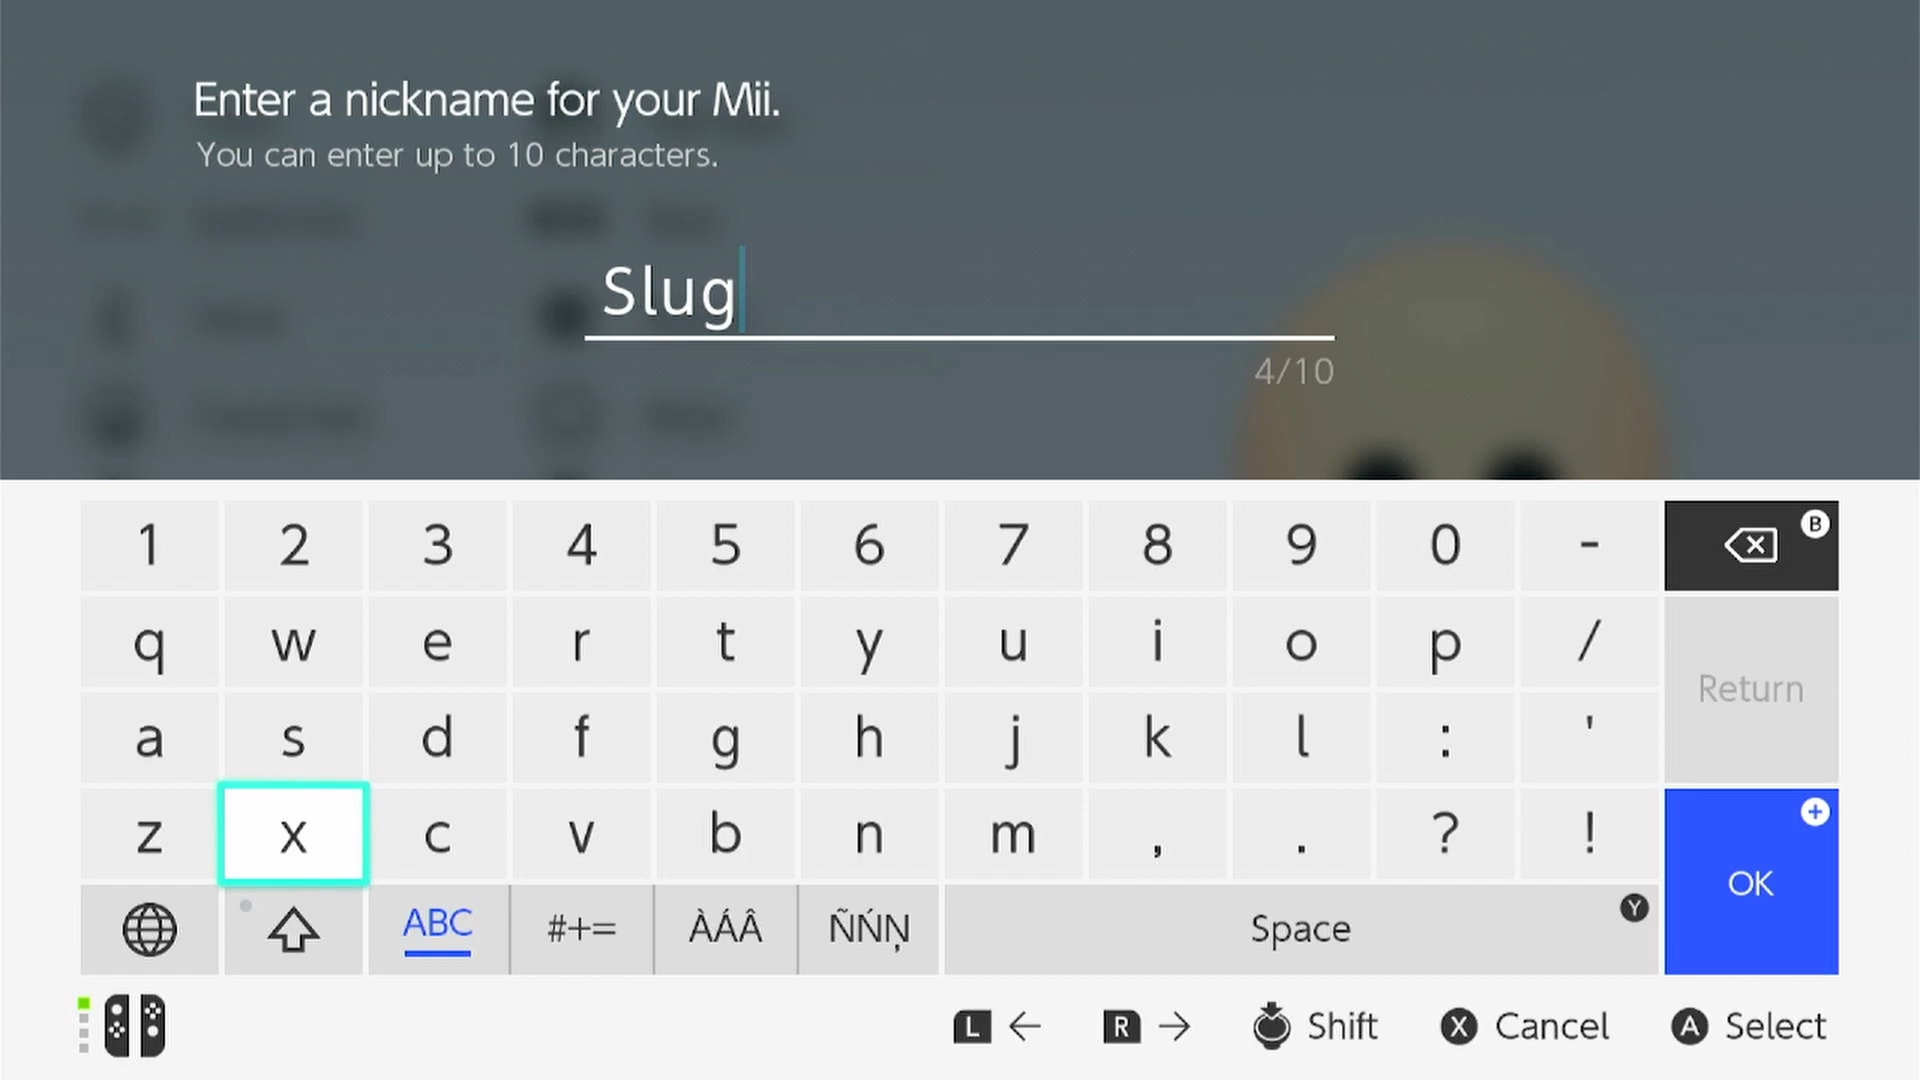 Enter a nickname for your Mii.
You can enter up to 10 characters.
Slug
4/10
1 2 3 4 5 6 7 8 9 0 - B
q w e r t y u i o p /
Return
a s d f g h j k l : '
z x c v b n m , . ? ! +
OK
ABC #+= ÀÁÂ ÑŃŅ Space Y
L ← R → Shift X Cancel A Select